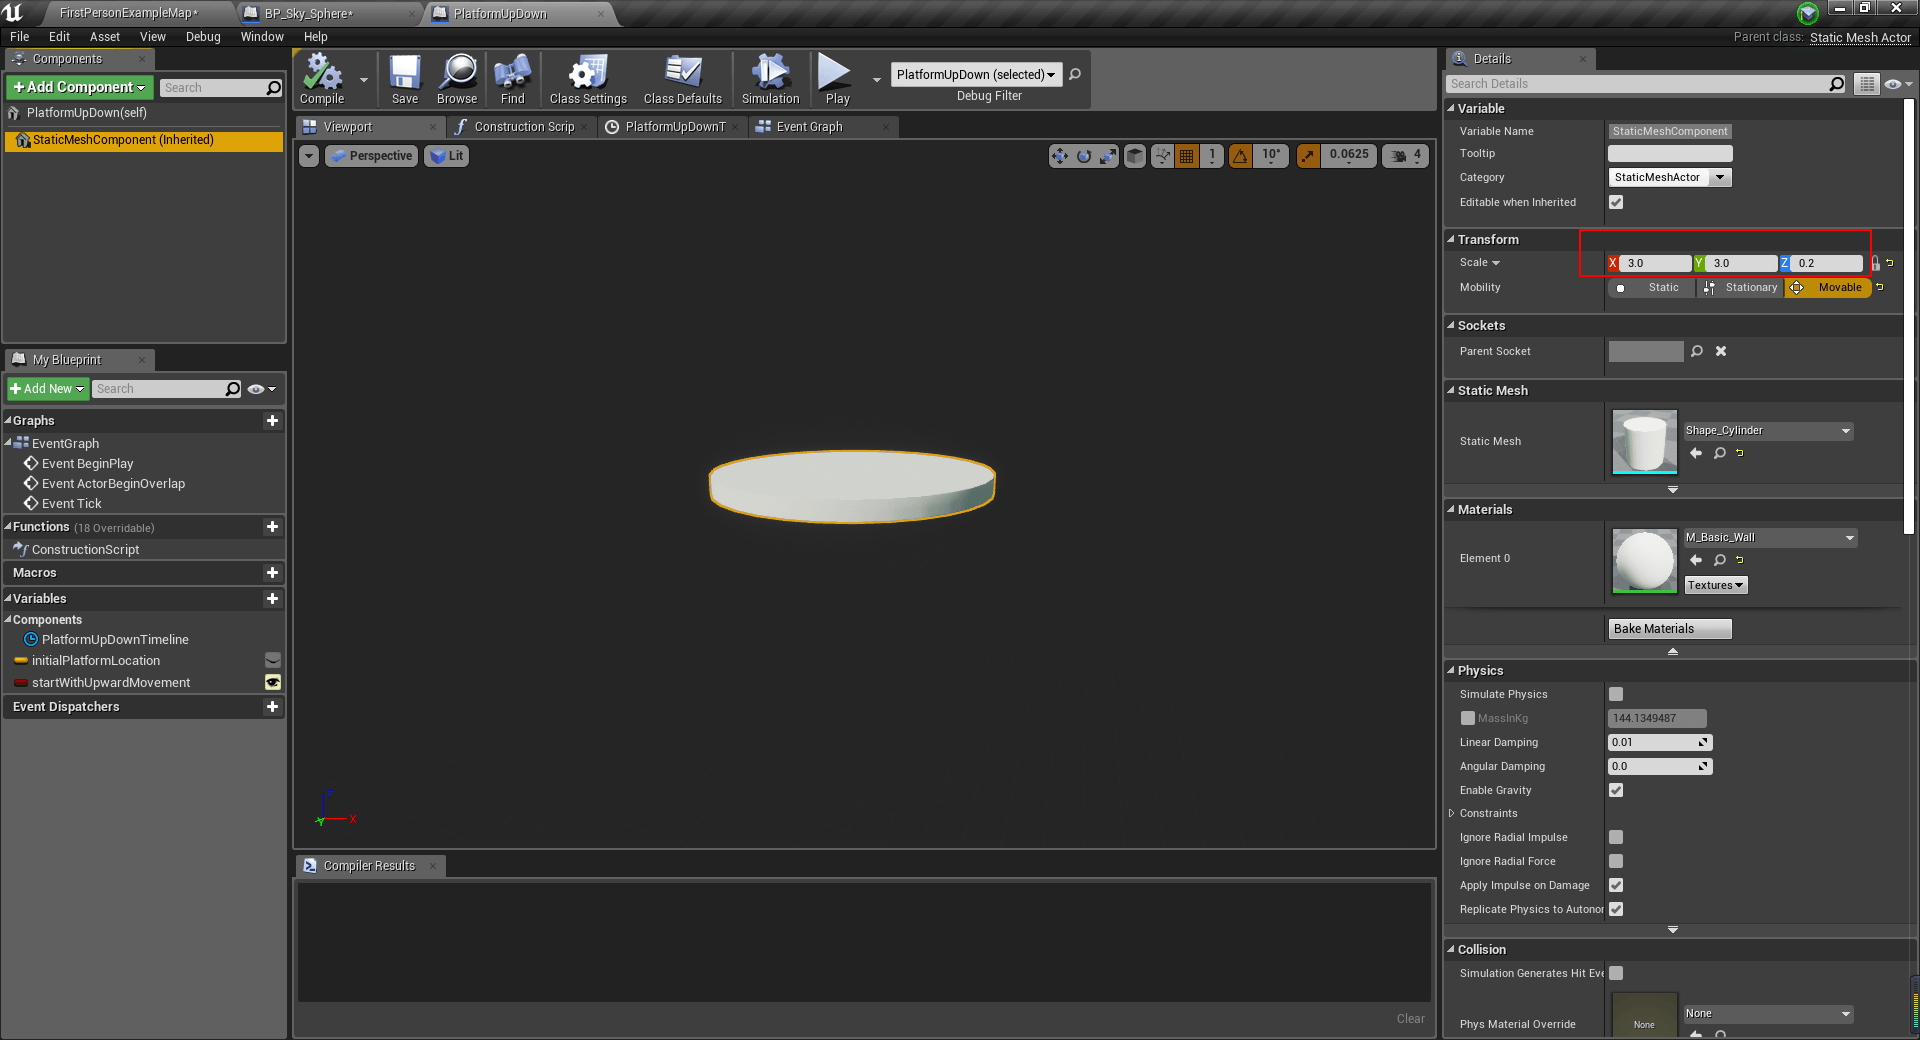 FirstPersonExampleMap*
BP_Sky_Sphere*
PlatformUpDown
File Edit Asset View Debug Window Help
Parent class: Static Mesh Actor
Components
+Add Component
Search
PlatformUpDown(self)
StaticMeshComponent (Inherited)
Compile
Save
Browse
Find
Class Settings
Class Defaults
Simulation
Play
PlatformUpDown (selected)
Debug Filter
Viewport
Construction Scrip
PlatformUpDownT
Event Graph
Perspective
Lit
1
10°
0.0625
4
X
My Blueprint
+Add New
Search
Graphs
EventGraph
Event BeginPlay
Event ActorBeginOverlap
Event Tick
Functions (18 Overridable)
ConstructionScript
Macros
Variables
Components
PlatformUpDownTimeline
initialPlatformLocation
startWithUpwardMovement
Event Dispatchers
Compiler Results
Clear
Details
Search Details
Variable
Variable Name StaticMeshComponent
Tooltip
Category StaticMeshActor
Editable when Inherited
Transform
Scale X 3.0 Y 3.0 Z 0.2
Mobility Static Stationary Movable
Sockets
Parent Socket
Static Mesh
Static Mesh Shape_Cylinder
Materials
Element 0 M_Basic_Wall
Textures
Bake Materials
Physics
Simulate Physics
MassInKg 144.1349487
Linear Damping 0.01
Angular Damping 0.0
Enable Gravity
Constraints
Ignore Radial Impulse
Ignore Radial Force
Apply Impulse on Damage
Replicate Physics to Autonor
Collision
Simulation Generates Hit Eve
Phys Material Override None None